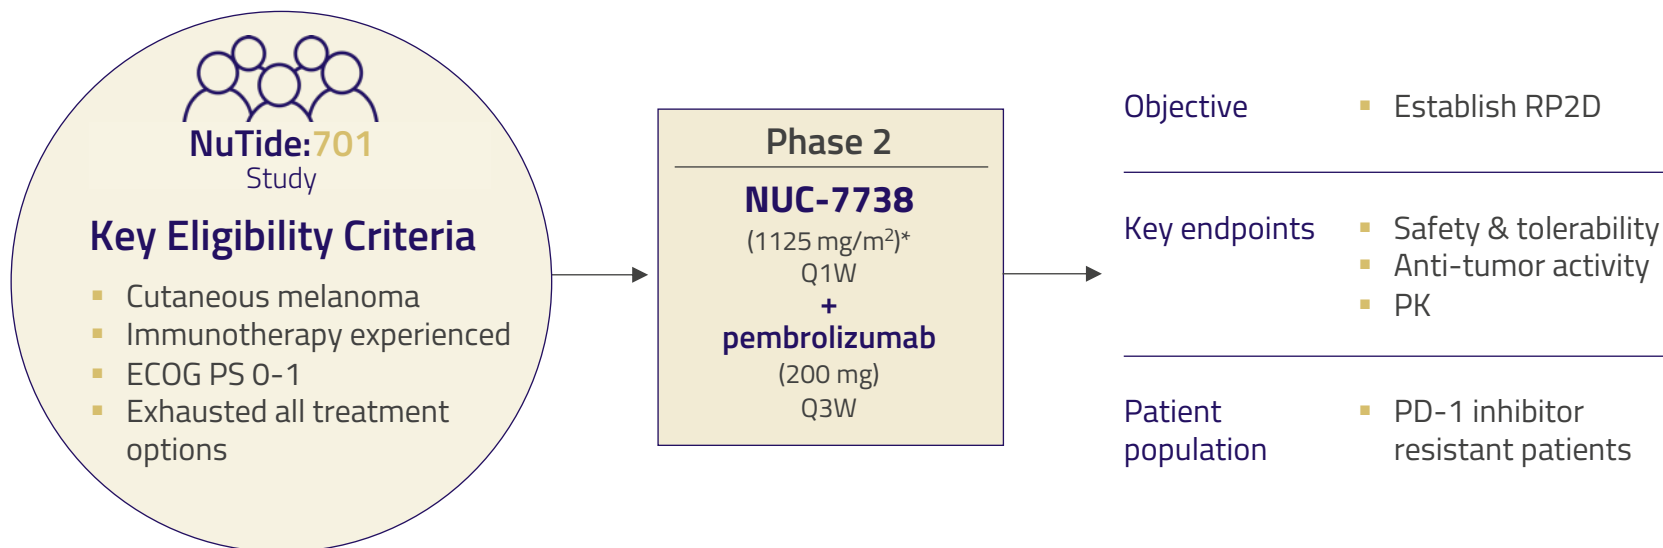 NuTide:701
Study
Key Eligibility Criteria
▪ Cutaneous melanoma
▪ Immunotherapy experienced
▪ ECOG PS 0-1
▪ Exhausted all treatment
options
Phase 2
NUC-7738
(1125 mg/m²)*
Q1W
+
pembrolizumab
(200 mg)
Q3W
Objective
▪ Establish RP2D
Key endpoints
▪ Safety & tolerability
▪ Anti-tumor activity
▪ PK
Patient
population
▪ PD-1 inhibitor
resistant patients